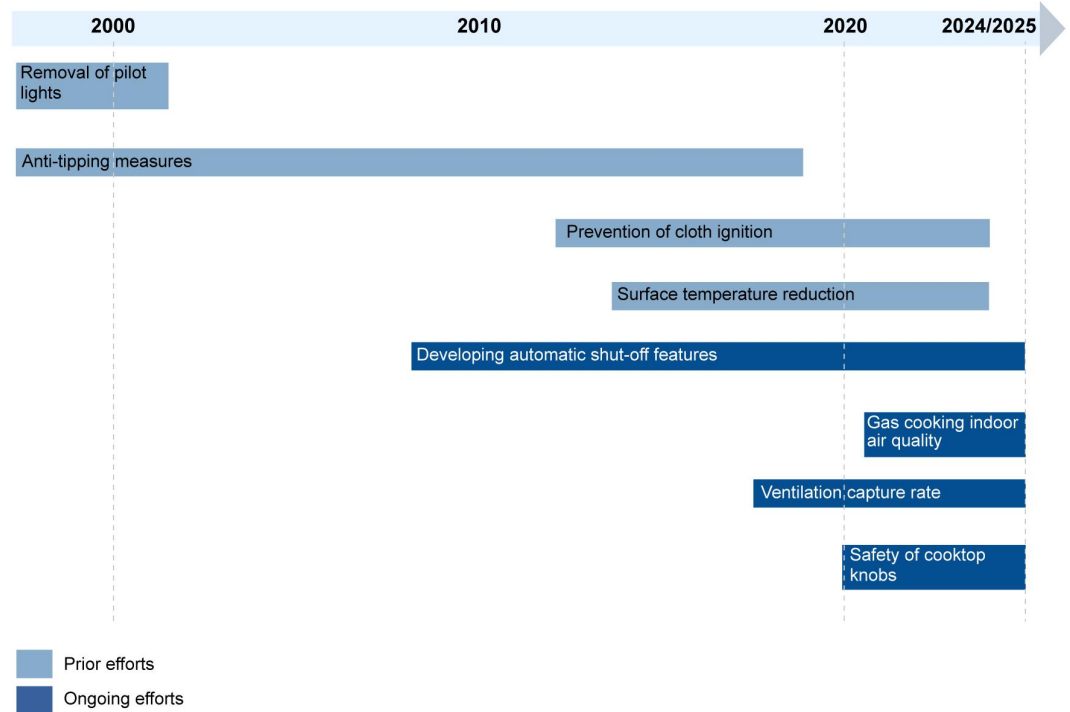 2000 2010 2020 2024/2025
Removal of pilot
lights
Anti-tipping measures
Prevention of cloth ignition
Surface temperature reduction
Developing automatic shut-off features
Gas cooking indoor
air quality
Ventilation capture rate
Safety of cooktop
knobs
Prior efforts
Ongoing efforts